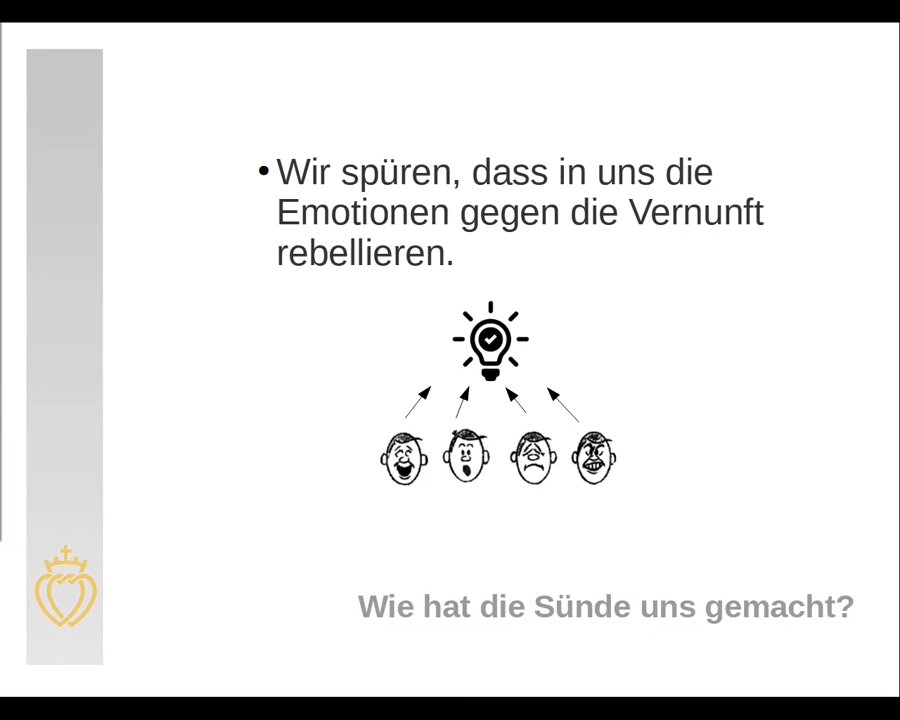 • Wir spüren, dass in uns die
Emotionen gegen die Vernunft
rebellieren.
Wie hat die Sünde uns gemacht?